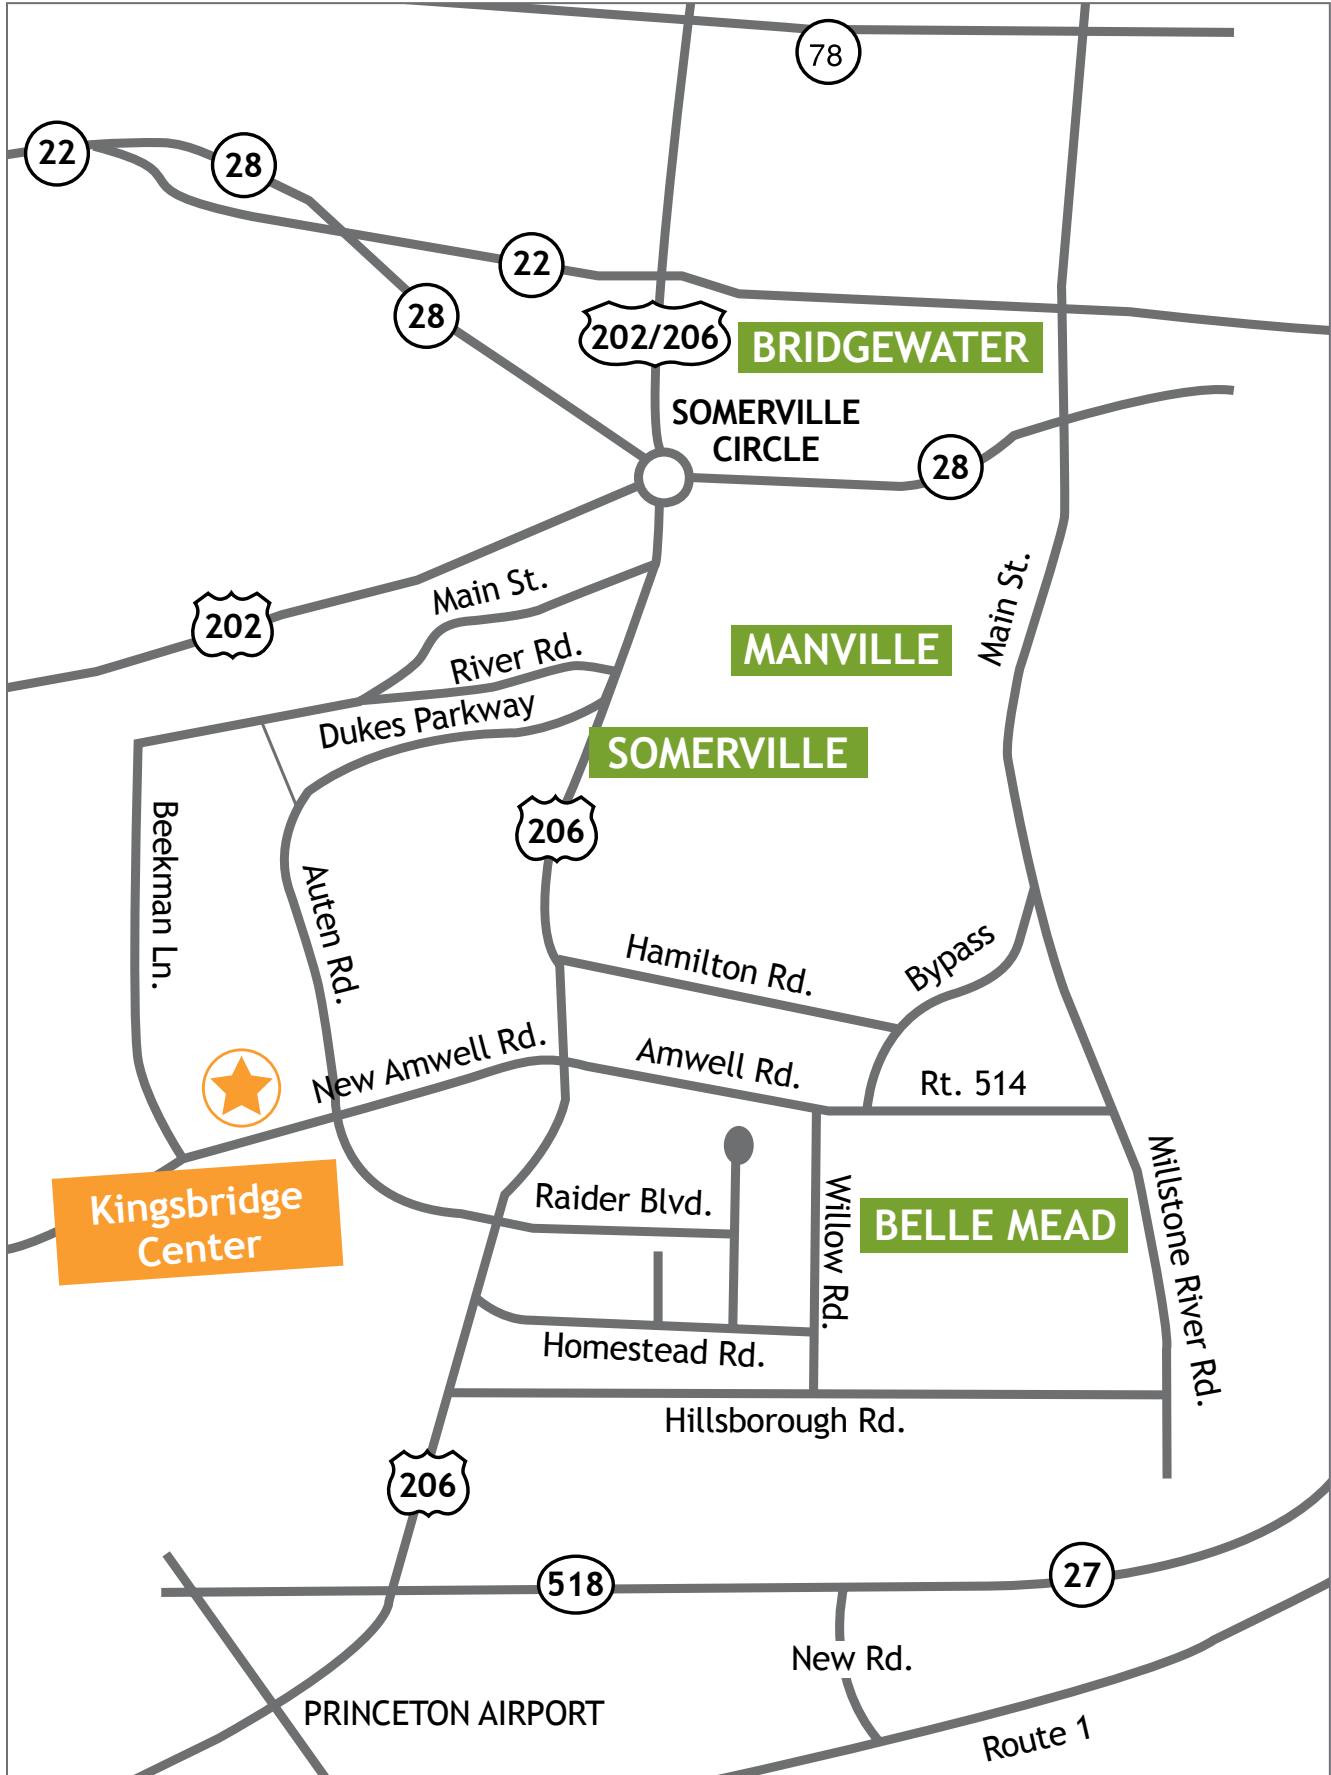 78
22
28
22
28
202/206
BRIDGEWATER
SOMERVILLE
CIRCLE
28
Main St.
202
Main St.
River Rd.
MANVILLE
Dukes Parkway
SOMERVILLE
206
Beekman Ln.
Auten Rd.
Hamilton Rd.
Bypass
New Amwell Rd.
Amwell Rd.
Rt. 514
Kingsbridge
Center
Raider Blvd.
Willow Rd.
BELLE MEAD
Millstone River Rd.
Homestead Rd.
Hillsborough Rd.
206
518
27
New Rd.
PRINCETON AIRPORT
Route 1